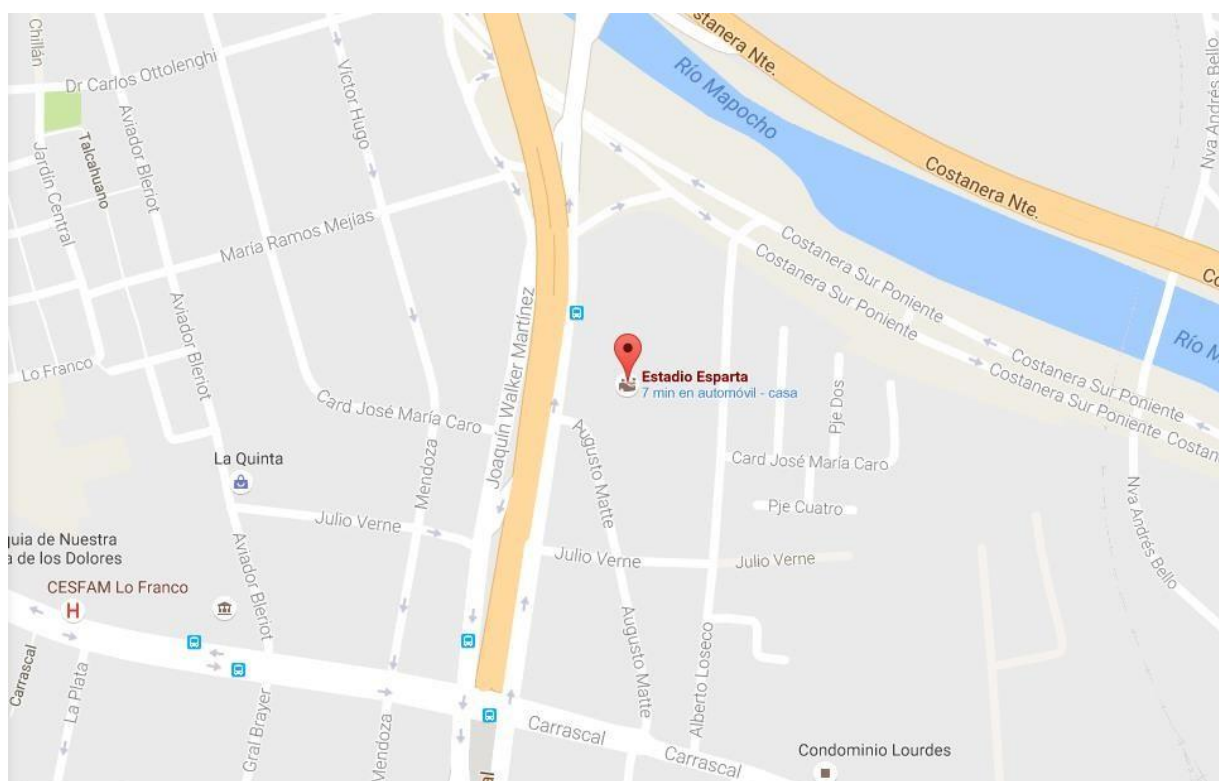 Chillán
Dr Carlos Ottolenghi
Víctor Hugo
Costanera Nte.
Río Mapocho
Nva Andrés Bello
Aviador Bleriot
Talcahuano
Jardín Central
María Ramos Mejías
Costanera Nte.
Costanera Sur Poniente
Costanera Sur Poniente
Joaquín Walker Martínez
Aviador Bleriot
Lo Franco
Estadio Esparta
7 min en automóvil - casa
Card José María Caro
Mendoza
Augusto Matte
Pje Dos
Costanera Sur Poniente
Costanera Sur Poniente
Río M
La Quinta
Card José María Caro
Pje Cuatro
Julio Verne
Julio Verne
Julio Verne
Nva Andrés Bello
uia de Nuestra
a de los Dolores
CESFAM Lo Franco
H
Aviador Bleriot
Augusto Matte
Alberto Loseco
Carrascal
La Plata
Gral Brayer
Mendoza
Carrascal
Carrascal
Condominio Lourdes